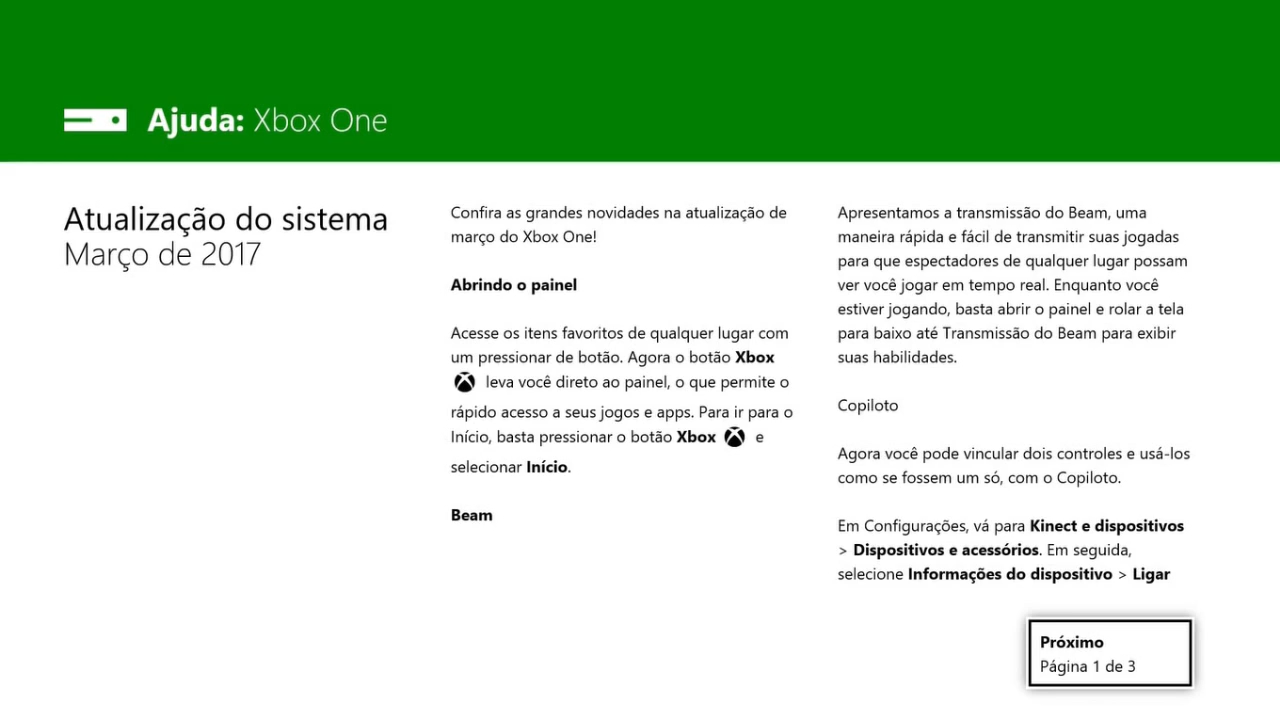 Ajuda: Xbox One
Atualização do sistema
Março de 2017
Confira as grandes novidades na atualização de
março do Xbox One!
Abrindo o painel
Acesse os itens favoritos de qualquer lugar com
um pressionar de botão. Agora o botão Xbox
leva você direto ao painel, o que permite o
rápido acesso a seus jogos e apps. Para ir para o
Início, basta pressionar o botão Xbox e
selecionar Início.
Beam
Apresentamos a transmissão do Beam, uma
maneira rápida e fácil de transmitir suas jogadas
para que espectadores de qualquer lugar possam
ver você jogar em tempo real. Enquanto você
estiver jogando, basta abrir o painel e rolar a tela
para baixo até Transmissão do Beam para exibir
suas habilidades.
Copiloto
Agora você pode vincular dois controles e usá-los
como se fossem um só, com o Copiloto.
Em Configurações, vá para Kinect e dispositivos
> Dispositivos e acessórios. Em seguida,
selecione Informações do dispositivo > Ligar
Próximo
Página 1 de 3